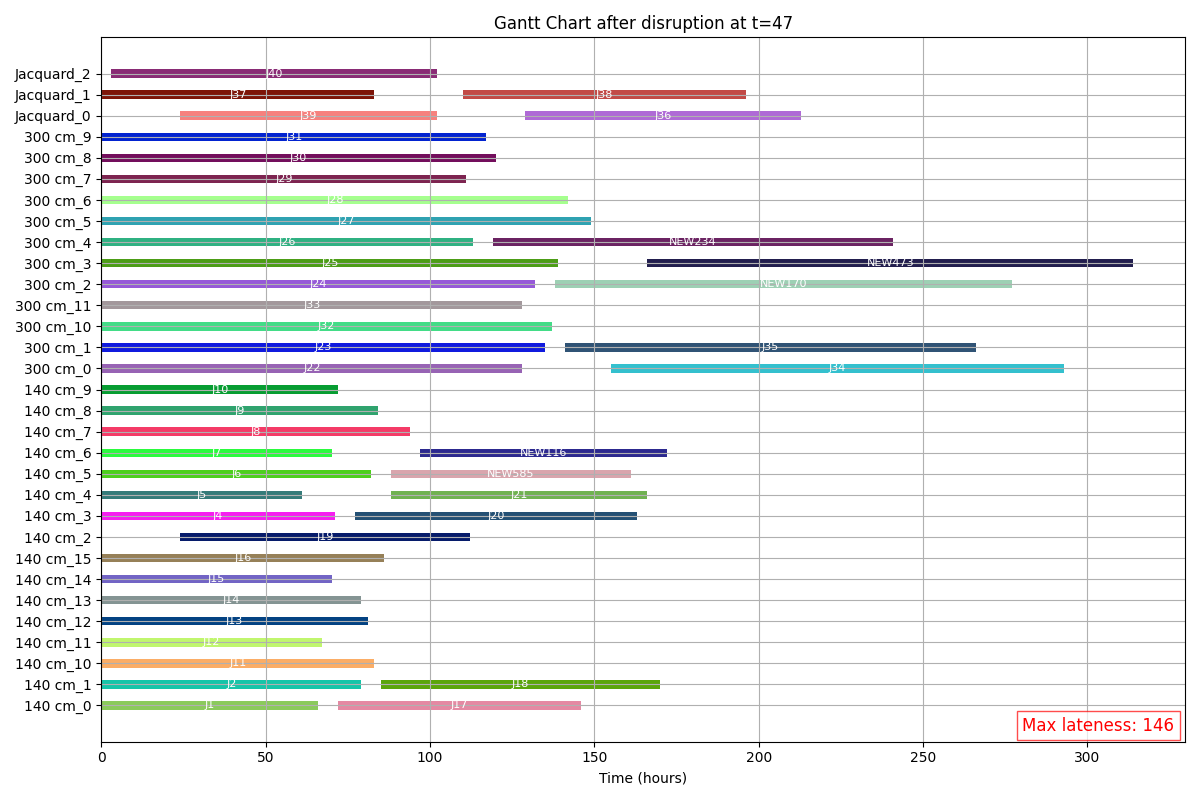 Gantt Chart after disruption at t=47
Jacquard_2 J40
Jacquard_1 J37 J38
Jacquard_0 J39 J36
300 cm_9 J31
300 cm_8 J30
300 cm_7 J29
300 cm_6 J28
300 cm_5 J27
300 cm_4 J26 NEW234
300 cm_3 J25 NEW473
300 cm_2 J24 NEW170
300 cm_11 J33
300 cm_10 J32
300 cm_1 J23 J35
300 cm_0 J22 J34
140 cm_9 J10
140 cm_8 J9
140 cm_7 J8
140 cm_6 J7 NEW116
140 cm_5 J6 NEW585
140 cm_4 J5 J21
140 cm_3 J4 J20
140 cm_2 J19
140 cm_15 J16
140 cm_14 J15
140 cm_13 J14
140 cm_12 J13
140 cm_11 J12
140 cm_10 J11
140 cm_1 J2 J18
140 cm_0 J1 J17
Max lateness: 146
0 50 100 150 200 250 300
Time (hours)